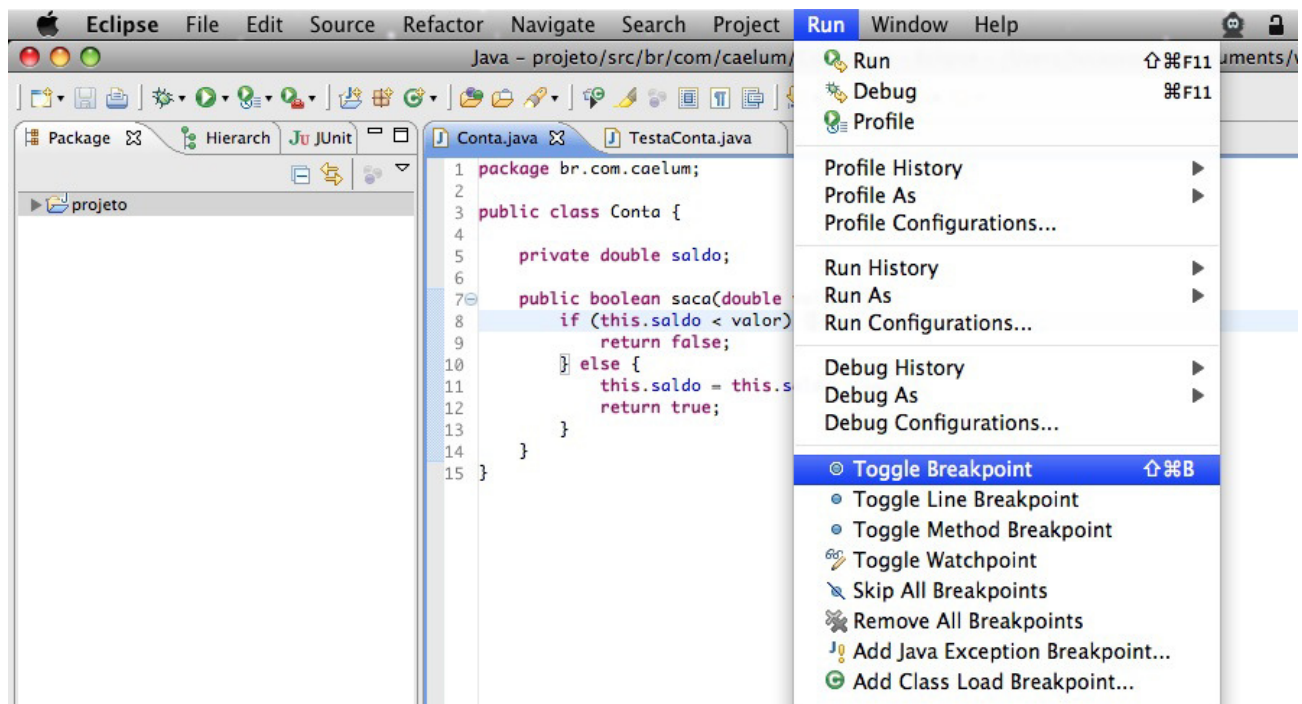 Eclipse File Edit Source Refactor Navigate Search Project Run Window Help
Java – projeto/src/br/com/caelum/
uments/
Package Hierarch Ju JUnit
Conta.java TestaConta.java
projeto
1 package br.com.caelum;
2
3 public class Conta {
4
5 private double saldo;
6
7 public boolean saca(double
8 if (this.saldo < valor)
9 return false;
10 } else {
11 this.saldo = this.s
12 return true;
13 }
14 }
15 }
Run ⇧⌘F11
Debug ⌘F11
Profile
Profile History
Profile As
Profile Configurations...
Run History
Run As
Run Configurations...
Debug History
Debug As
Debug Configurations...
Toggle Breakpoint ⇧⌘B
Toggle Line Breakpoint
Toggle Method Breakpoint
Toggle Watchpoint
Skip All Breakpoints
Remove All Breakpoints
Add Java Exception Breakpoint...
Add Class Load Breakpoint...